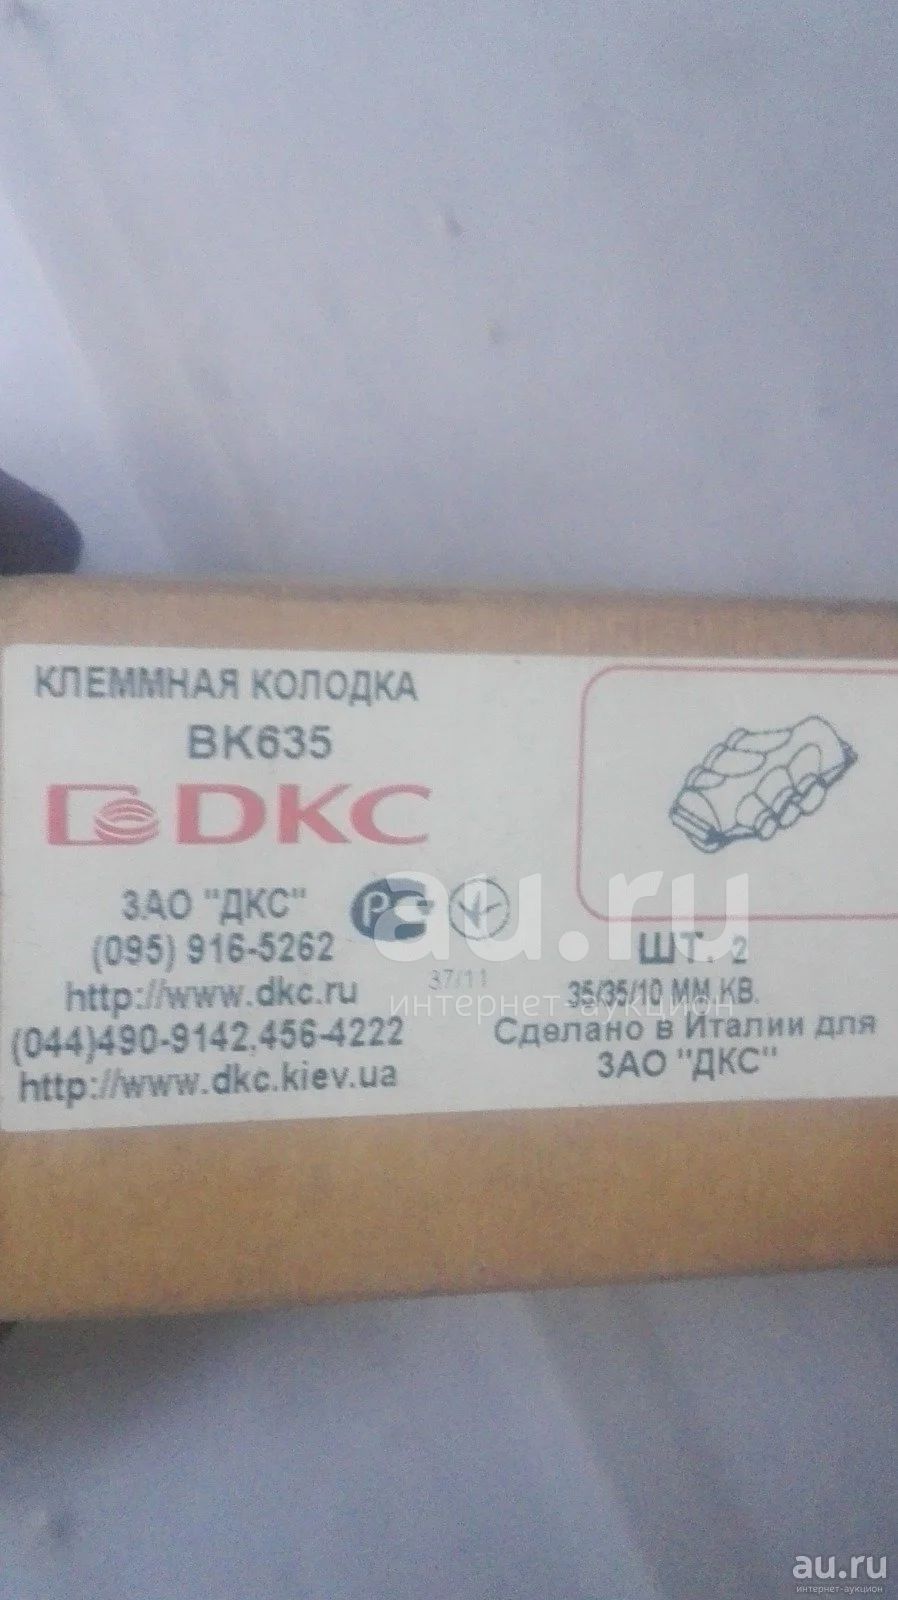 КЛЕММНАЯ КОЛОДКА
BK635
DKC
ЗАО "ДКС"
(095) 916-5262
http://www.dkc.ru
(044)490-9142,456-4222
http://www.dkc.kiev.ua
37/11
ШТ. 2
35/35/10 ММ.КВ.
Сделано в Италии для
ЗАО "ДКС"
au.ru
интернет-аукцион
au.ru
интернет-аукцион